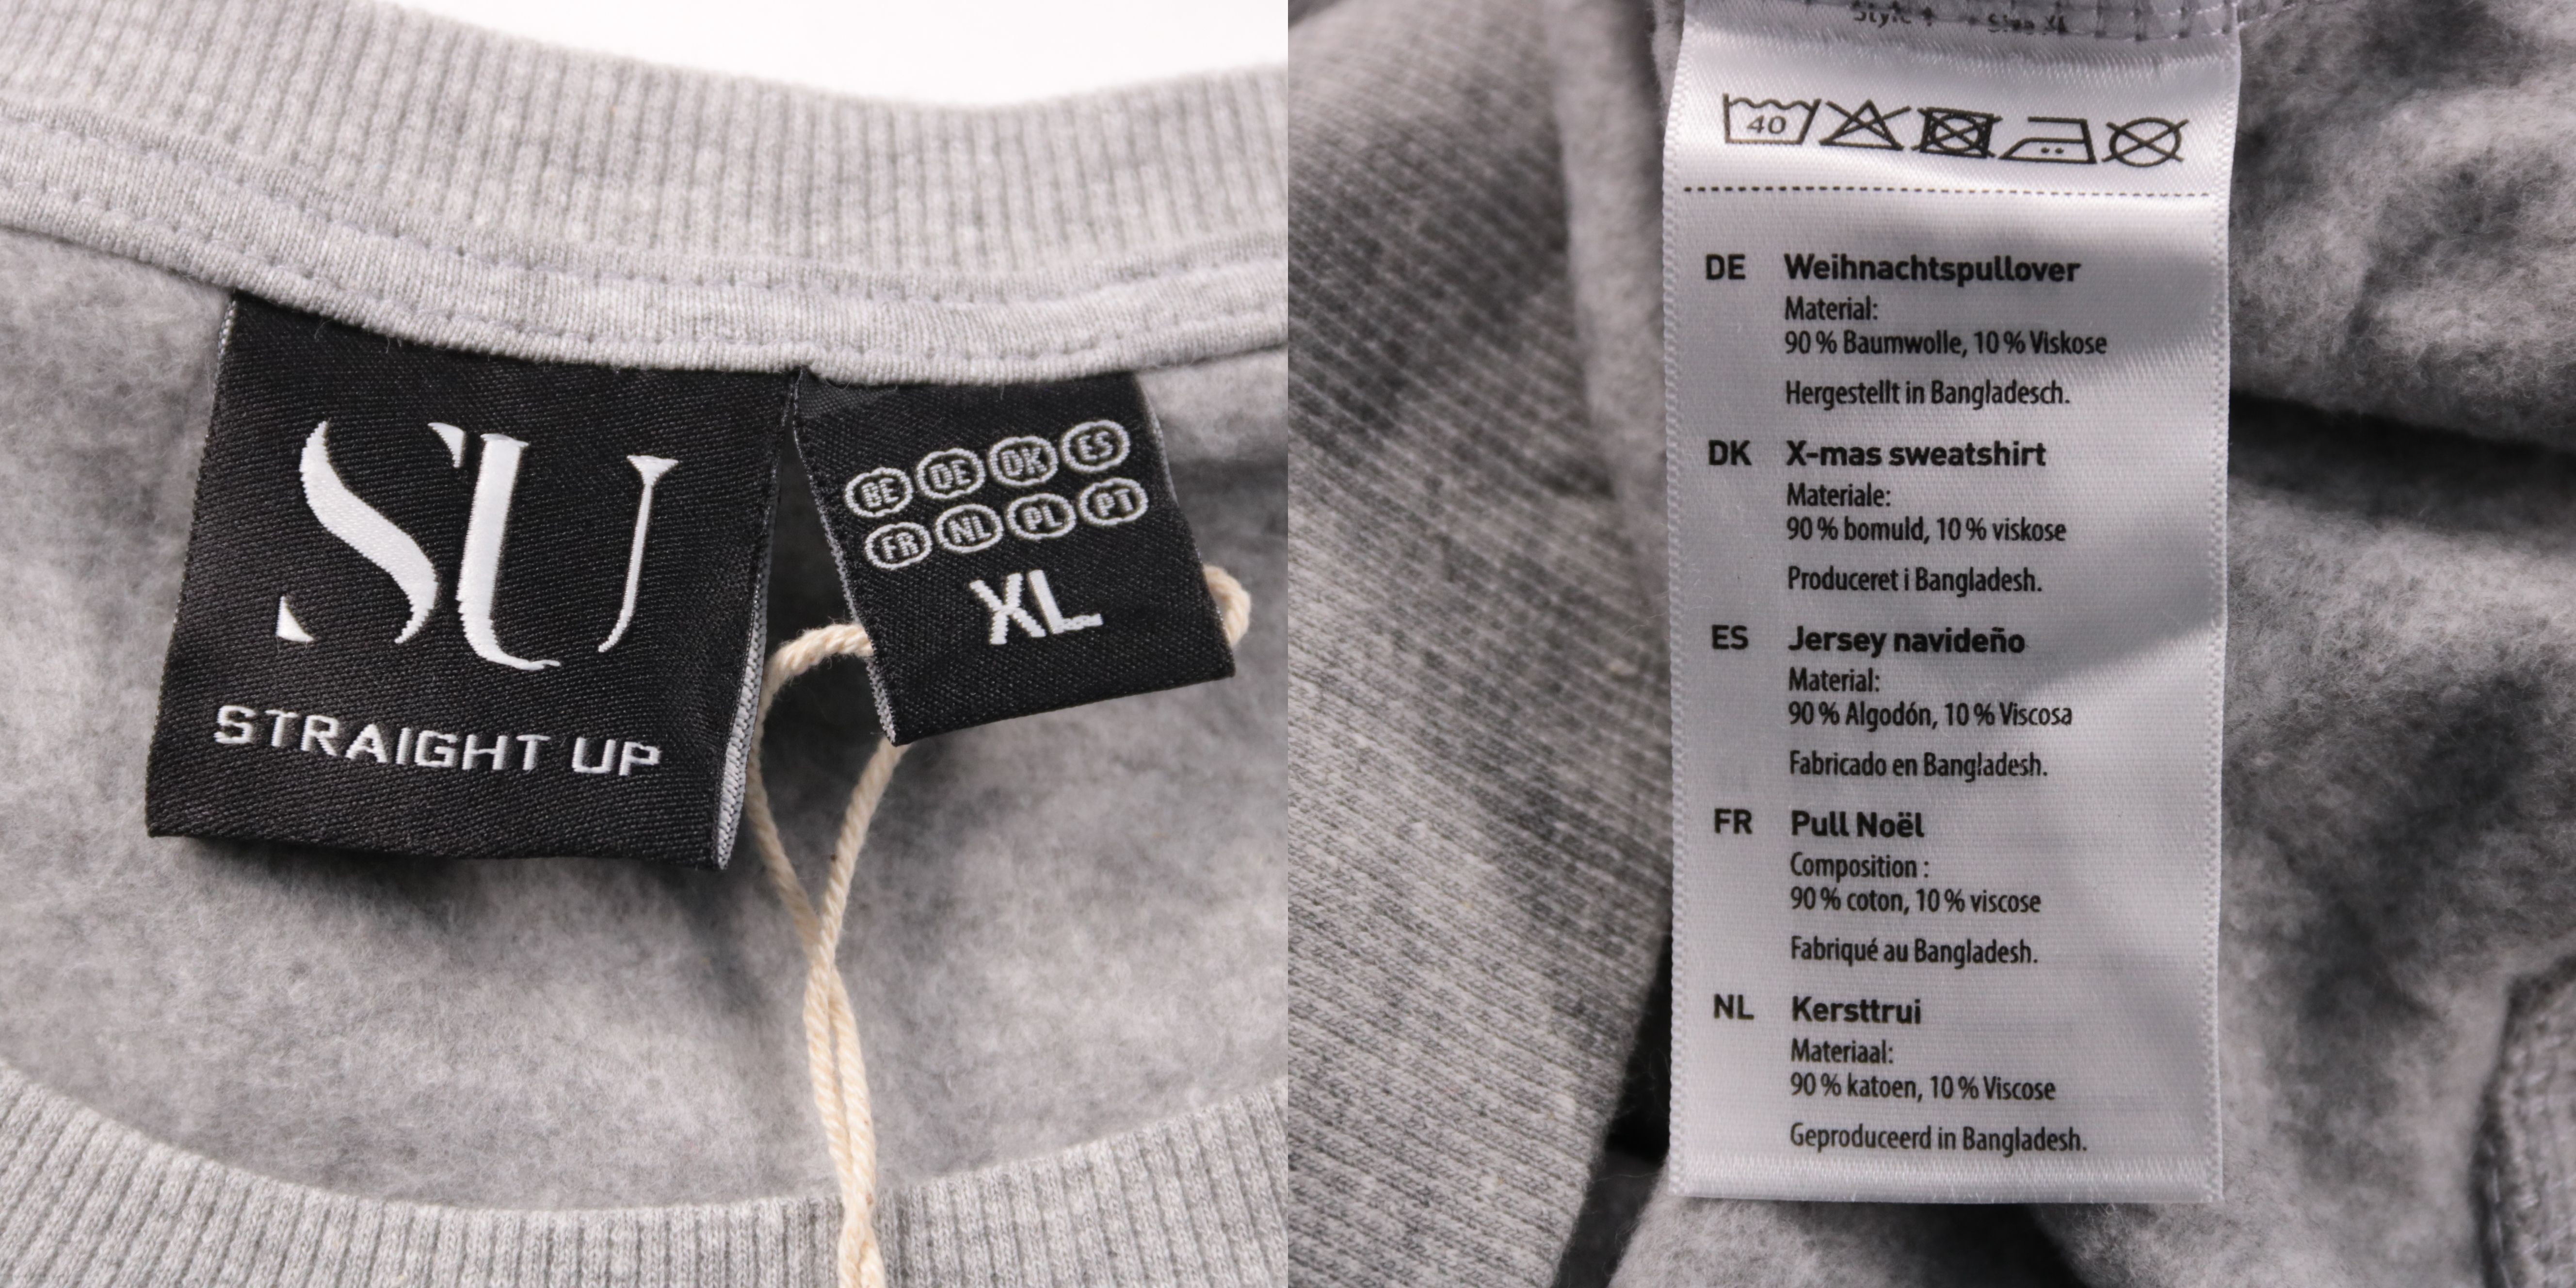 SU
STRAIGHT UP
BE DE DK ES
FR NL PL PT
XL
Size XL
40
DE Weihnachtspullover
Material:
90 % Baumwolle, 10 % Viskose
Hergestellt in Bangladesch.
DK X-mas sweatshirt
Materiale:
90 % bomuld, 10 % viskose
Produceret i Bangladesh.
ES Jersey navideño
Material:
90 % Algodón, 10 % Viscosa
Fabricado en Bangladesh.
FR Pull Noël
Composition :
90 % coton, 10 % viscose
Fabriqué au Bangladesh.
NL Kersttrui
Materiaal:
90 % katoen, 10 % Viscose
Geproduceerd in Bangladesh.